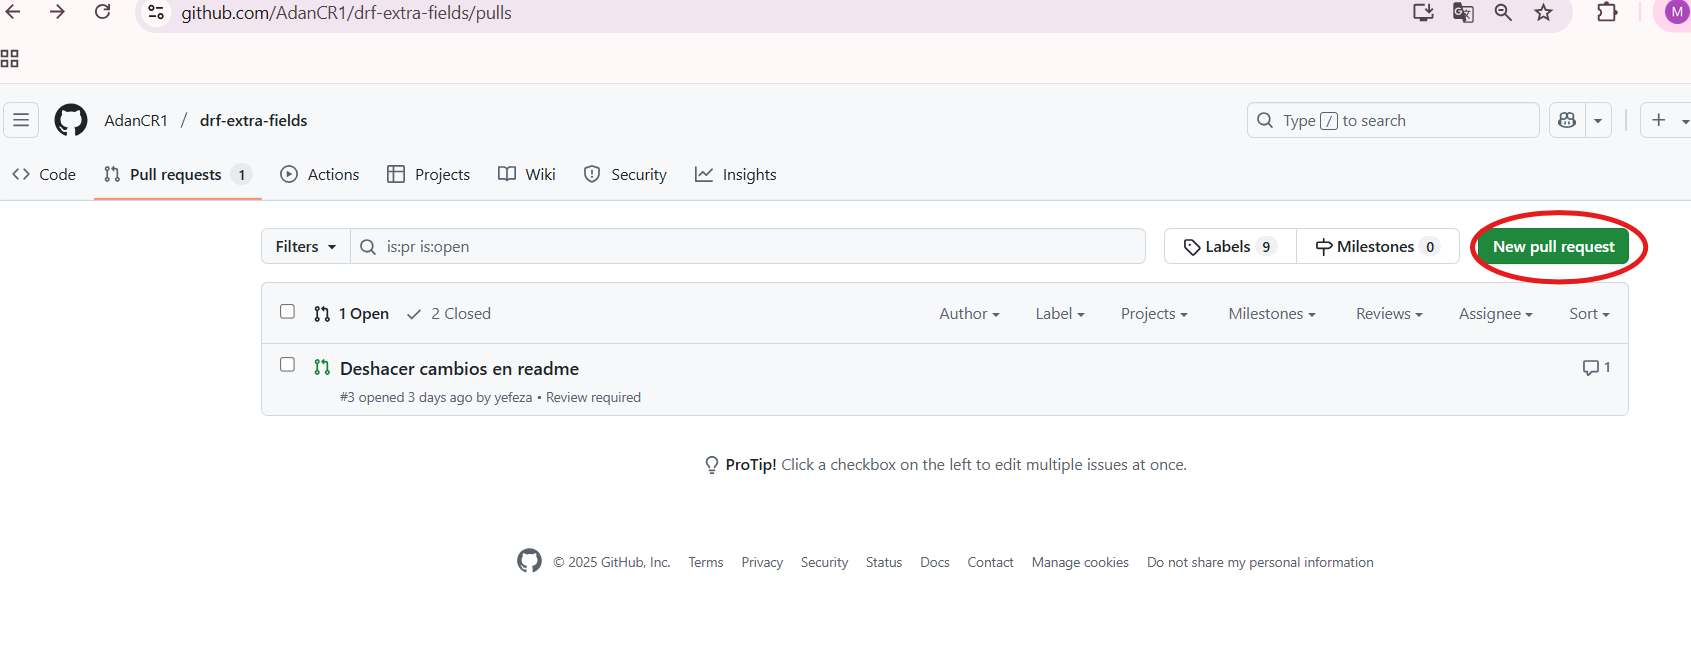 github.com/AdanCR1/drf-extra-fields/pulls
M
AdanCR1 / drf-extra-fields
Type / to search
Code
Pull requests 1
Actions
Projects
Wiki
Security
Insights
Filters
is:pr is:open
Labels 9
Milestones 0
New pull request
1 Open
2 Closed
Author
Label
Projects
Milestones
Reviews
Assignee
Sort
Deshacer cambios en readme
1
#3 opened 3 days ago by yefeza • Review required
ProTip! Click a checkbox on the left to edit multiple issues at once.
© 2025 GitHub, Inc. Terms Privacy Security Status Docs Contact Manage cookies Do not share my personal information